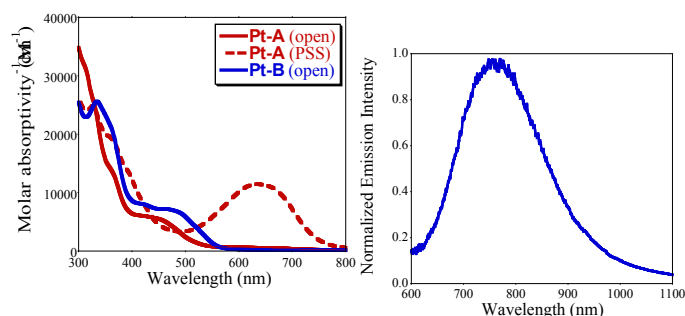 Molar absorptivity
40000
30000
20000
10000
0
Pt-A (open)
Pt-A (PSS)
Pt-B (open)
300 400 500 600 700 800
Wavelength (nm)
Normalized Emission Intensity
1.0
0.8
0.6
0.4
0.2
0.0
600 700 800 900 1000 1100
Wavelength (nm)